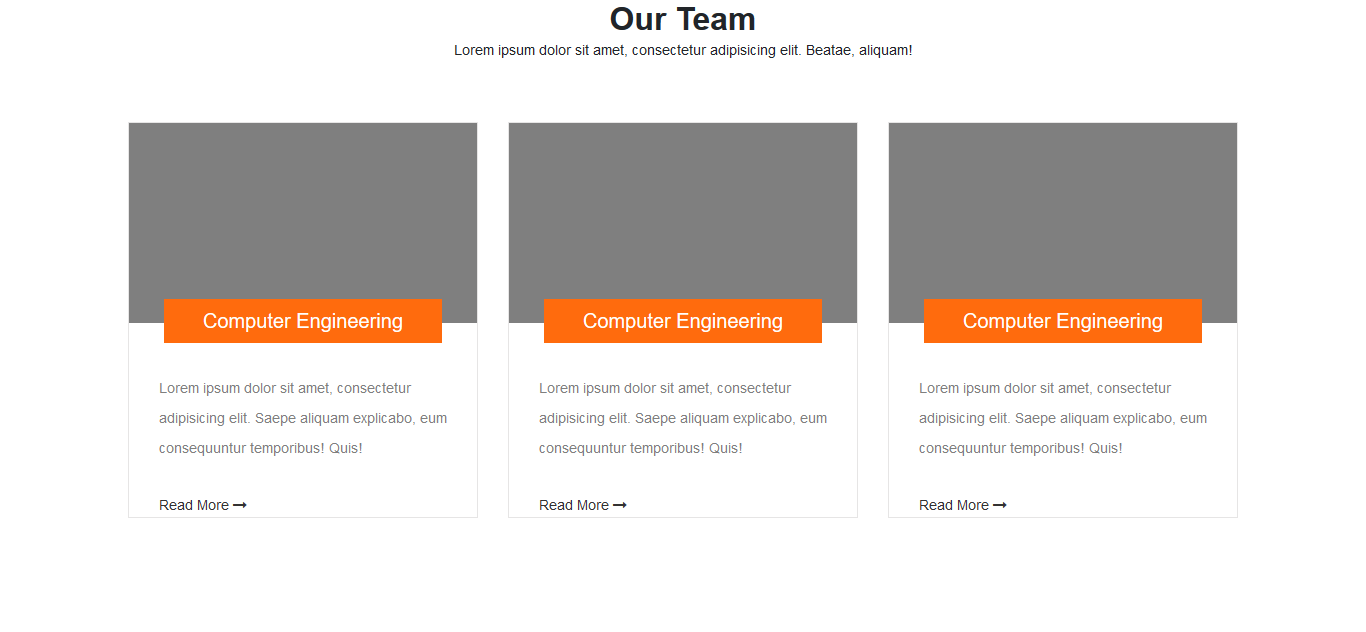 Our Team
Lorem ipsum dolor sit amet, consectetur adipisicing elit. Beatae, aliquam!
Computer Engineering
Lorem ipsum dolor sit amet, consectetur
adipisicing elit. Saepe aliquam explicabo, eum
consequuntur temporibus! Quis!
Read More →
Computer Engineering
Lorem ipsum dolor sit amet, consectetur
adipisicing elit. Saepe aliquam explicabo, eum
consequuntur temporibus! Quis!
Read More →
Computer Engineering
Lorem ipsum dolor sit amet, consectetur
adipisicing elit. Saepe aliquam explicabo, eum
consequuntur temporibus! Quis!
Read More →